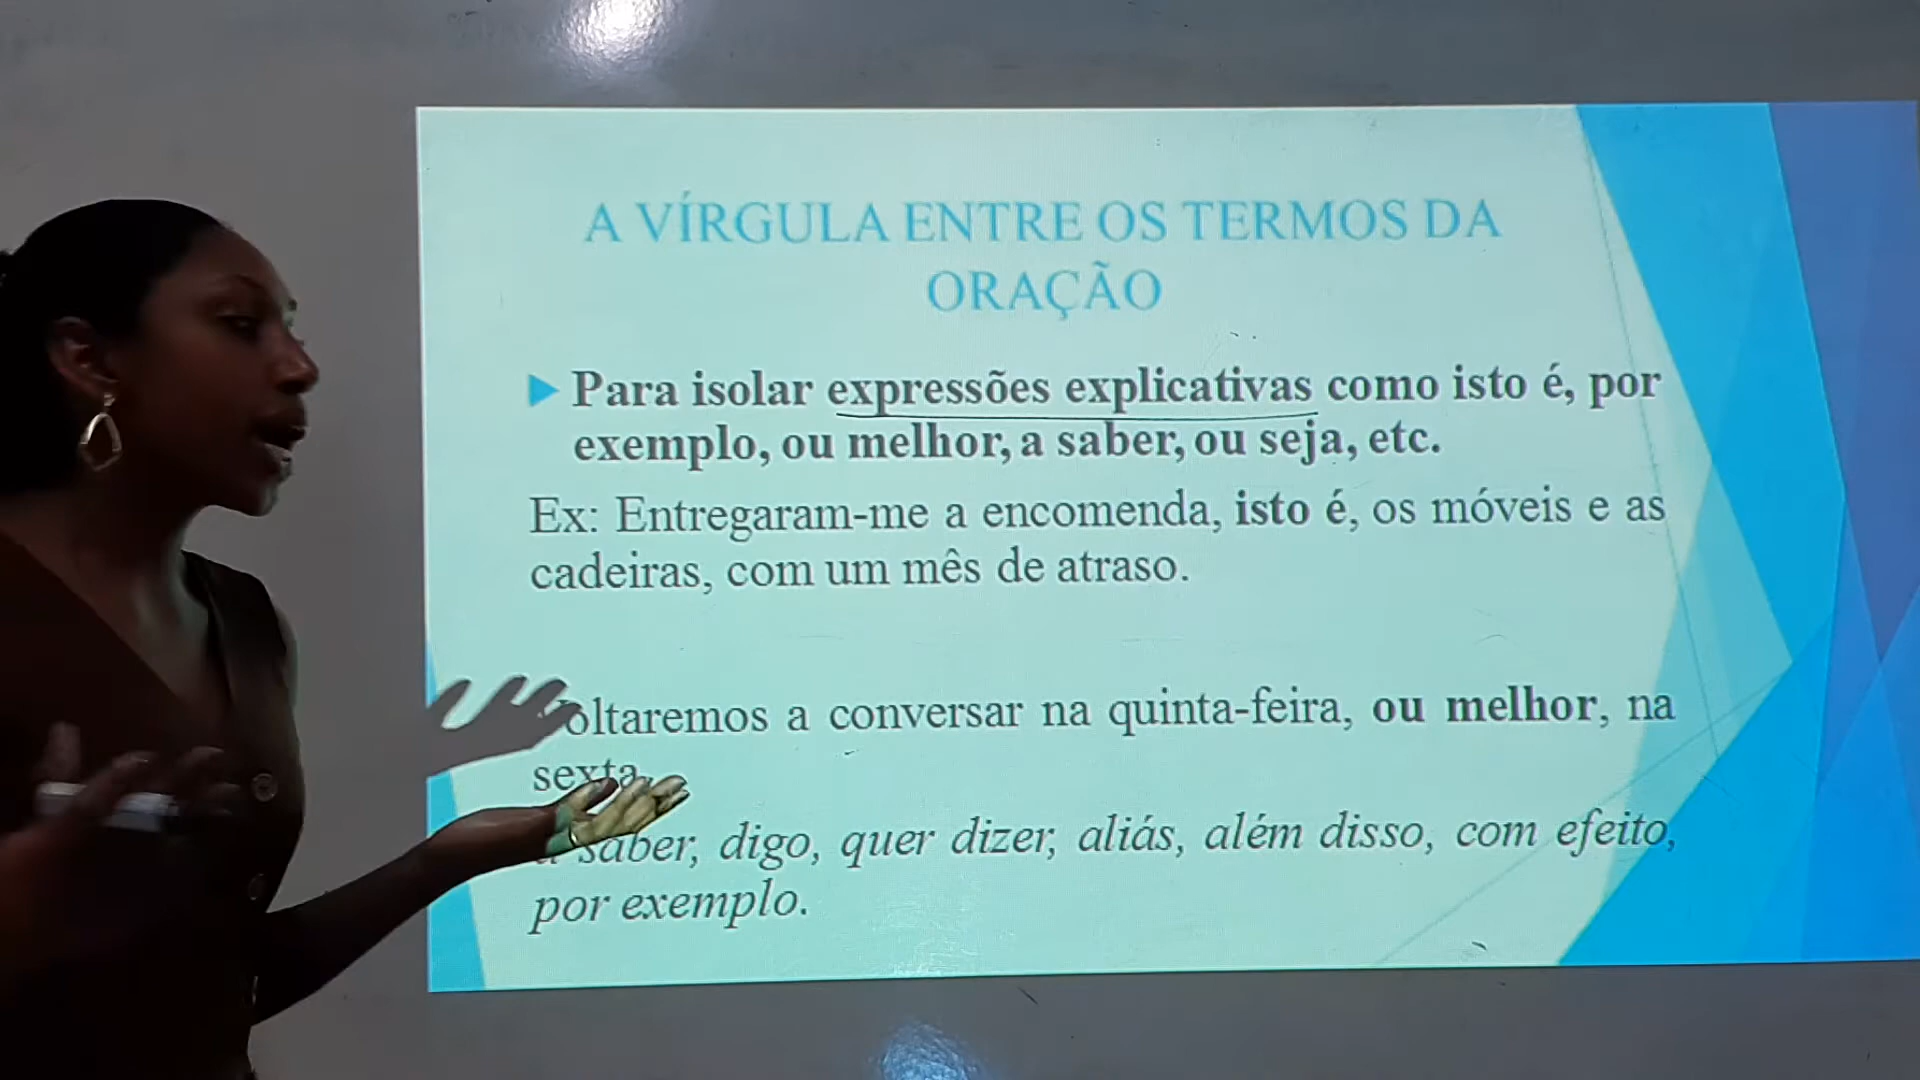 A VÍRGULA ENTRE OS TERMOS DA
ORAÇÃO
Para isolar expressões explicativas como isto é, por
exemplo, ou melhor, a saber, ou seja, etc.
Ex: Entregaram-me a encomenda, isto é, os móveis e as
cadeiras, com um mês de atraso.
oltaremos a conversar na quinta-feira, ou melhor, na
sexta.
a saber, digo, quer dizer, aliás, além disso, com efeito,
por exemplo.